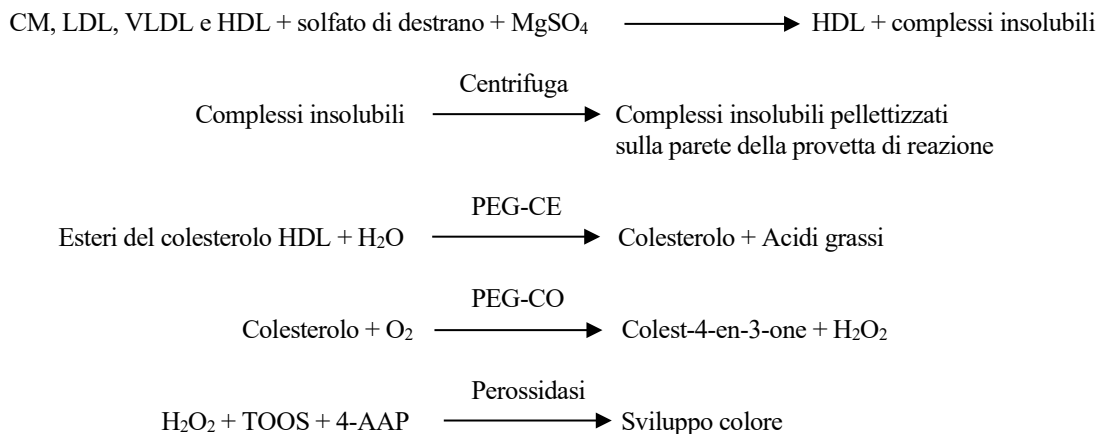 CM, LDL, VLDL e HDL + solfato di destrano + MgSO₄ HDL + complessi insolubili
Centrifuga
Complessi insolubili Complessi insolubili pellettizzati
sulla parete della provetta di reazione
PEG-CE
Esteri del colesterolo HDL + H₂O Colesterolo + Acidi grassi
PEG-CO
Colesterolo + O₂ Colest-4-en-3-one + H₂O₂
Perossidasi
H₂O₂ + TOOS + 4-AAP Sviluppo colore